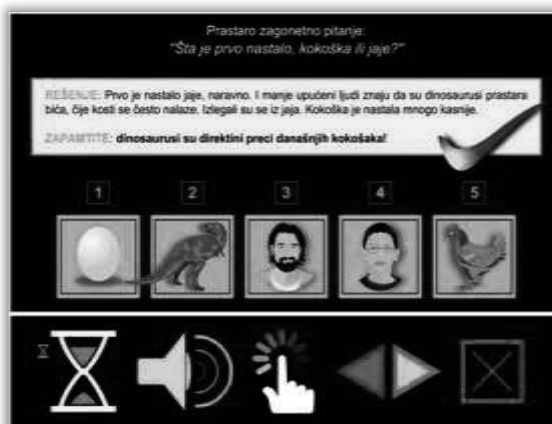 Prastaro zagonetno pitanje:
"Šta je prvo nastalo, kokoška ili jaje?"
REŠENJE: Prvo je nastalo jaje, naravno. I manje upućeni ljudi znaju da su dinosaurusi prastara
bića, čije kosti se često nalaze. Izlegali su se iz jaja. Kokoška je nastala mnogo kasnije.
ZAPAMTITE: dinosaurusi su direktini preci današnjih kokošaka!
1 2 3 4 5